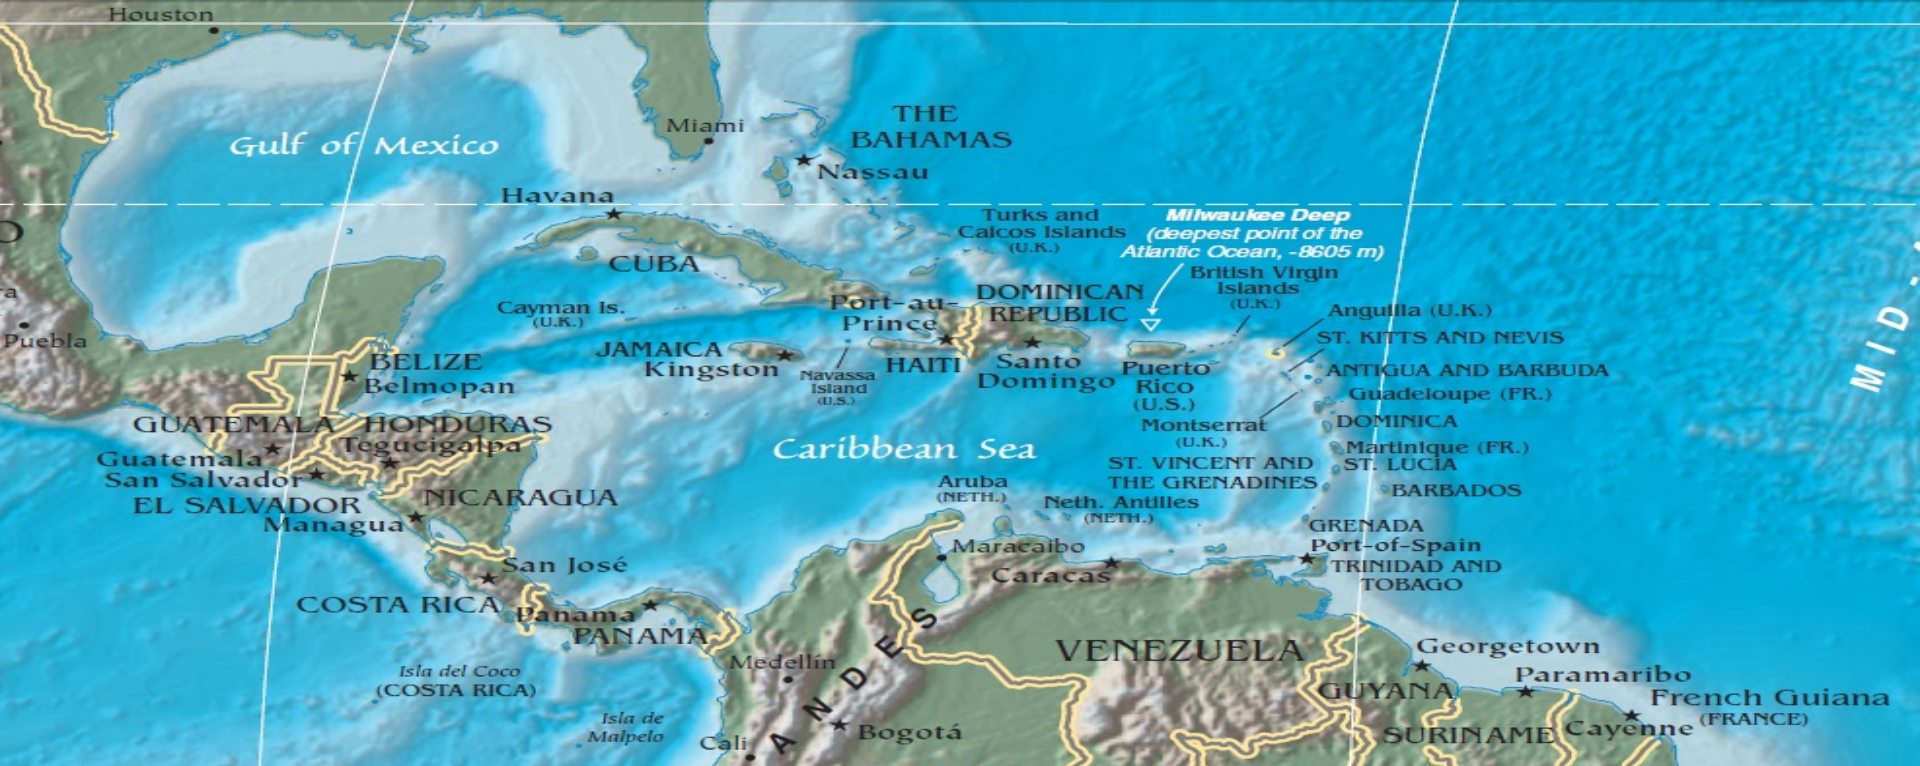 Houston
Miami
THE
BAHAMAS
Nassau
Gulf of Mexico
Havana
CUBA
Turks and
Caicos Islands
(U.K.)
Milwaukee Deep
(deepest point of the
Atlantic Ocean, -8605 m)
British Virgin
Islands
(U.K.)
MID-
O
ra
Puebla
Cayman Is.
(U.K.)
Port-au-
Prince
DOMINICAN
REPUBLIC
Anguilla (U.K.)
ST. KITTS AND NEVIS
JAMAICA
Kingston
Navassa
Island
(U.S.)
HAITI
Santo
Domingo
Puerto
Rico
(U.S.)
ANTIGUA AND BARBUDA
Guadeloupe (FR.)
BELIZE
Belmopan
Montserrat
(U.K.)
DOMINICA
Martinique (FR.)
GUATEMALA
HONDURAS
Tegucigalpa
Guatemala
San Salvador
EL SALVADOR
NICARAGUA
Managua
Caribbean Sea
ST. VINCENT AND
THE GRENADINES
ST. LUCIA
BARBADOS
Aruba
(NETH.)
Neth. Antilles
(NETH.)
GRENADA
Port-of-Spain
TRINIDAD AND
TOBAGO
San José
COSTA RICA
Panama
PANAMA
Maracaibo
Caracas
VENEZUELA
Isla del Coco
(COSTA RICA)
Isla de
Malpelo
Medellín
Cali
Bogotá
ANDES
Georgetown
GUYANA
Paramaribo
SURINAME
French Guiana
(FRANCE)
Cayenne